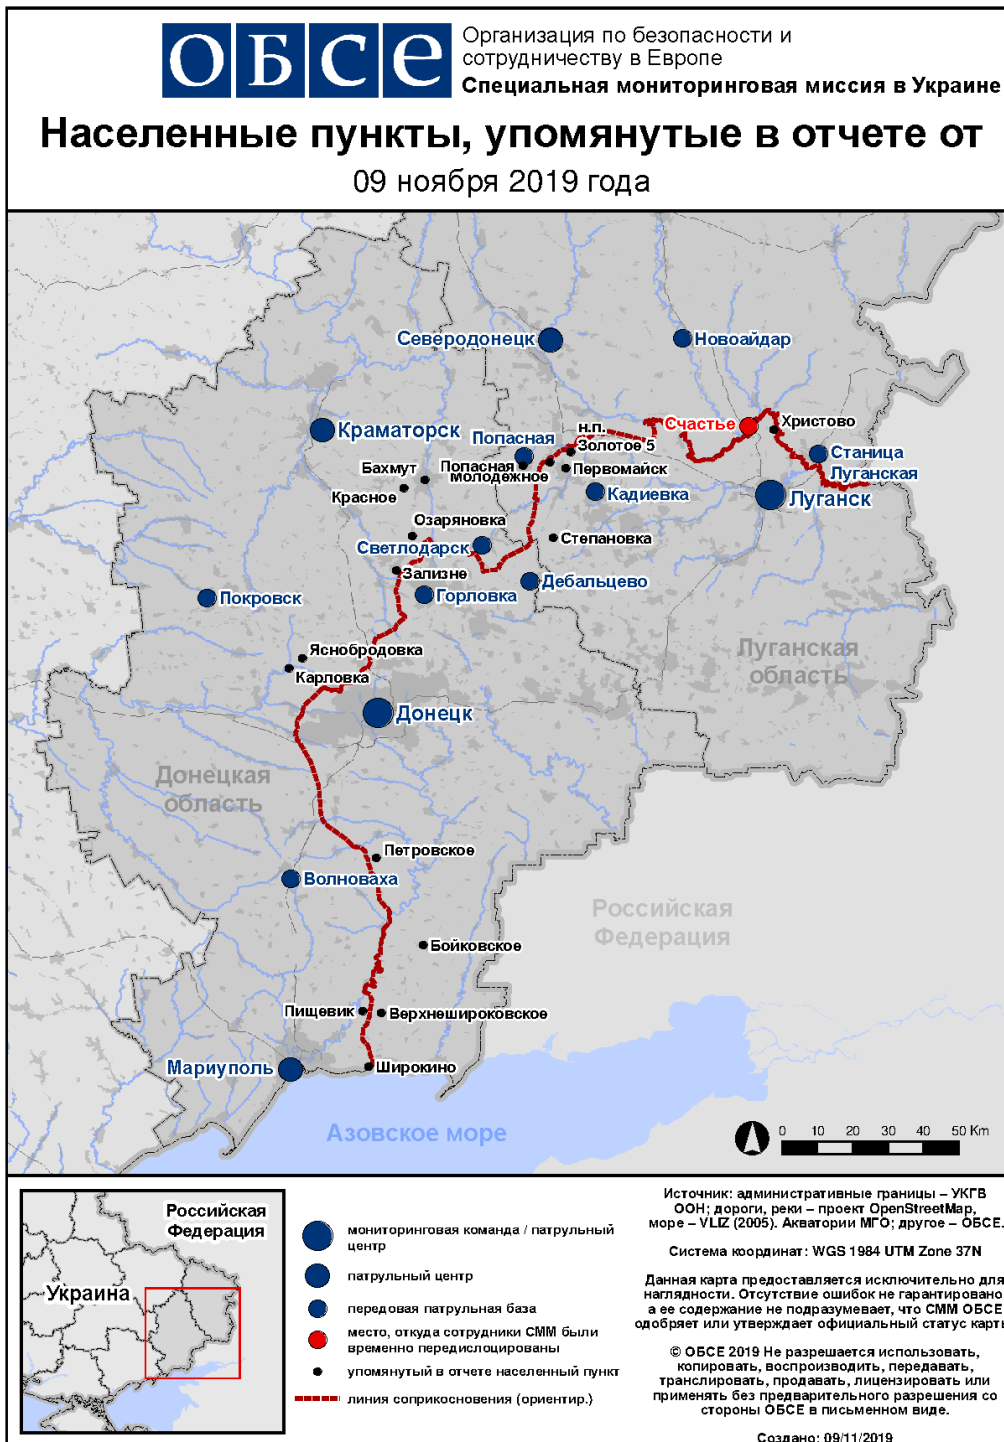 ОБСЕ
Организация по безопасности и
сотрудничеству в Европе
Специальная мониторинговая миссия в Украине
Населенные пункты, упомянутые в отчете от
09 ноября 2019 года
Северодонецк
Новоайдар
Счастье
Христово
Краматорск
Попасная
н.п.
Золотое 5
Станица
Луганская
Бахмут
Попасная
Молодежное
Первомайск
Красное
Кадиевка
Луганск
Озаряновка
Светлодарск
Степановка
Зализне
Дебальцево
Покровск
Горловка
Яснобродовка
Карловка
Луганская
область
Донецк
Донецкая
область
Петровское
Волноваха
Российская
Федерация
Бойковское
Пищевик
Верхнешироковское
Мариуполь
Широкино
Азовское море
0 10 20 30 40 50 Km
Российская
Федерация
Украина
мониторинговая команда / патрульный
центр
патрульный центр
передовая патрульная база
место, откуда сотрудники СММ были
временно передислоцированы
упомянутый в отчете населенный пункт
линия соприкосновения (ориентир.)
Источник: административные границы – УКГВ
ООН; дороги, реки – проект OpenStreetMap,
море – VLIZ (2005). Акватории МГО; другое – ОБСЕ.
Система координат: WGS 1984 UTM Zone 37N
Данная карта предоставляется исключительно для
наглядности. Отсутствие ошибок не гарантировано,
а ее содержание не подразумевает, что СММ ОБСЕ
одобряет или утверждает официальный статус карты.
© ОБСЕ 2019 Не разрешается использовать,
копировать, воспроизводить, передавать,
транслировать, продавать, лицензировать или
применять без предварительного разрешения со
стороны ОБСЕ в письменном виде.
Создано: 09/11/2019